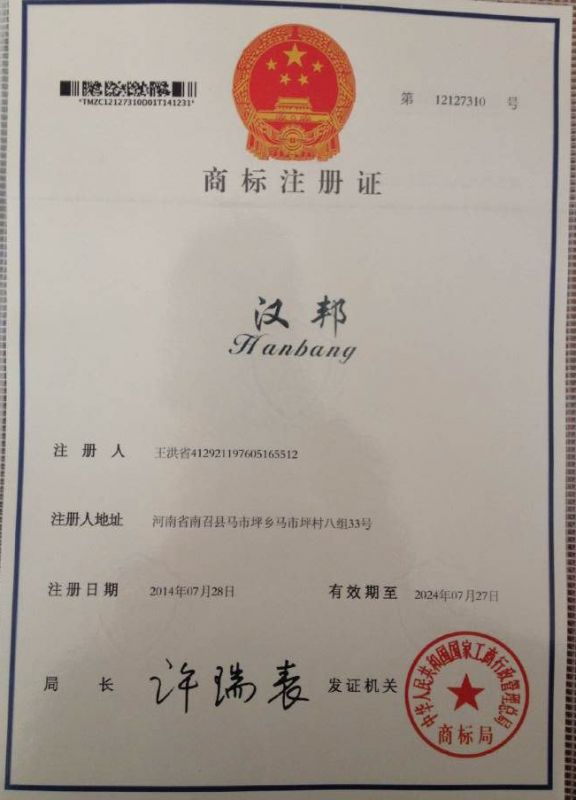 *TMZC12127310D01T141231*
第 12127310 号
商标注册证
汉邦
Hanbang
注册人 王洪省412921197605165512
注册人地址 河南省南召县马市坪乡马市坪村八组33号
注册日期 2014年07月28日 有效期至 2024年07月27日
局长 许瑞表 发证机关
中华人民共和国国家工商行政管理总局
商标局